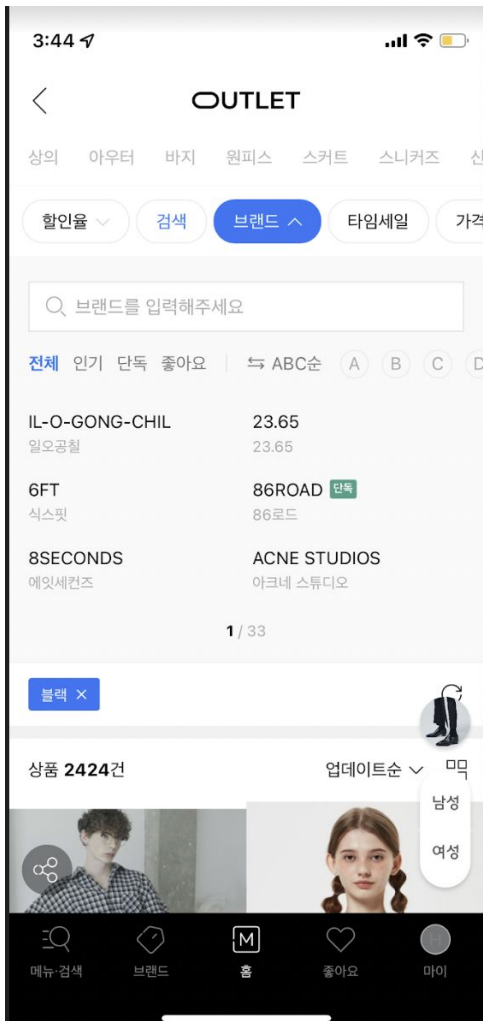 3:44
OUTLET
상의 아우터 바지 원피스 스커트 스니커즈 신
할인율 검색 브랜드 타임세일 가격
브랜드를 입력해주세요
전체 인기 단독 좋아요 ABC순 A B C D
IL-O-GONG-CHIL 23.65
일오공칠 23.65
6FT 86ROAD 단독
식스핏 86로드
8SECONDS ACNE STUDIOS
에잇세컨즈 아크네 스튜디오
1 / 33
블랙 ×
상품 2424건 업데이트순
남성
여성
메뉴·검색 브랜드 M 홈 좋아요 H 마이